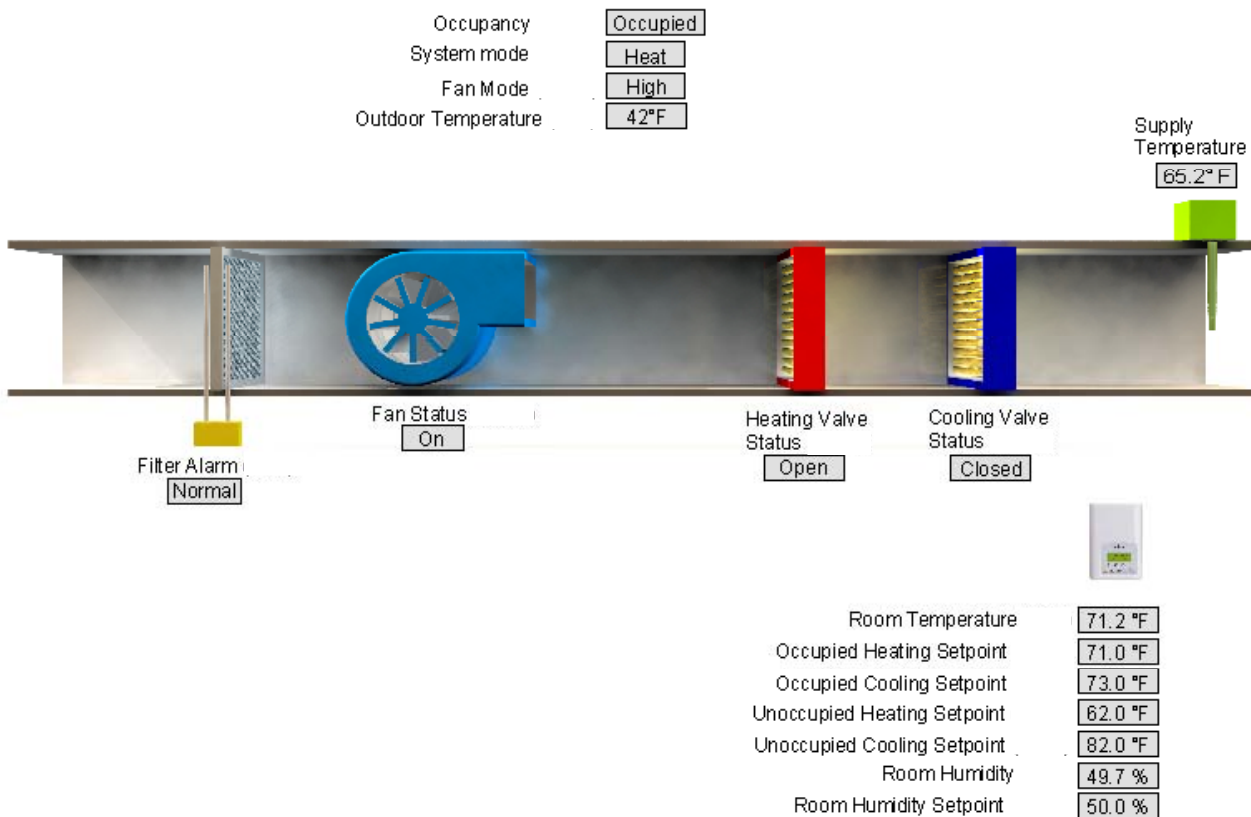 Occupancy Occupied
System mode Heat
Fan Mode High
Outdoor Temperature 42°F
Supply
Temperature
65.2° F
Fan Status
On
Heating Valve
Status
Open
Cooling Valve
Status
Closed
Filter Alarm
Normal
Room Temperature 71.2 °F
Occupied Heating Setpoint 71.0 °F
Occupied Cooling Setpoint 73.0 °F
Unoccupied Heating Setpoint 62.0 °F
Unoccupied Cooling Setpoint 82.0 °F
Room Humidity 49.7 %
Room Humidity Setpoint 50.0 %